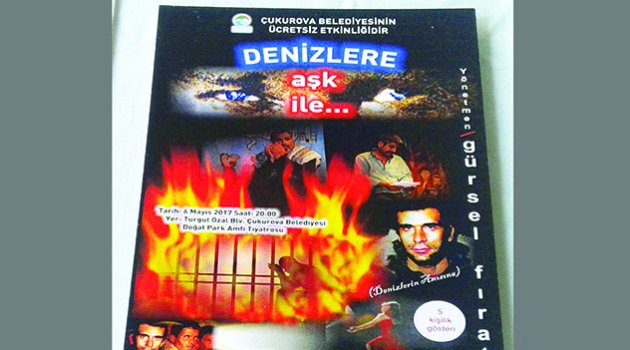 ÇUKUROVA BELEDİYESİNİN
ÜCRETSİZ ETKİNLİĞİDİR
DENİZLERE
aşk
ile...
Yönetmen
gürsel fırat
Tarih: 6 Mayıs 2017 Saat: 20:00
Yer: Turgut Özal Blv. Çukurova Belediyesi
Doğal Park Amfi Tiyatrosu
(Denizlerin Anısına)
5
kişilik
gösteri